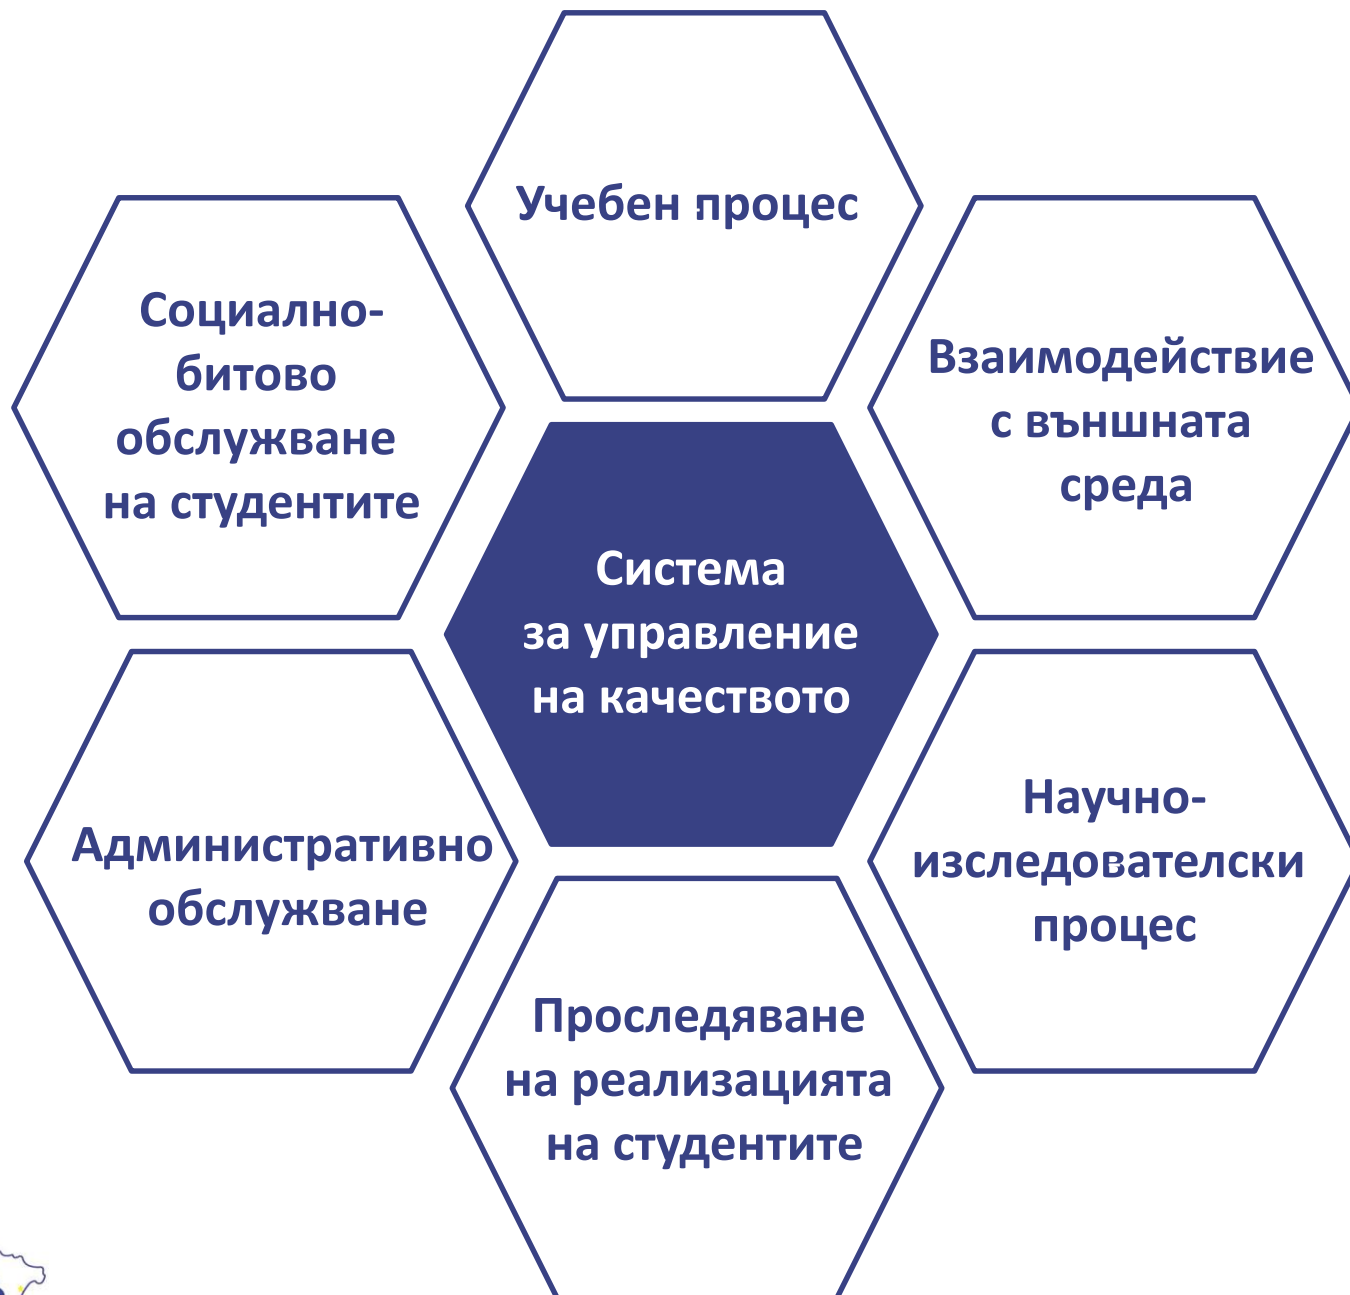 Учебен процес
Социално-
битово
обслужване
на студентите
Взаимодействие
с външната
среда
Система
за управление
на качеството
Административно
обслужване
Научно-
изследователски
процес
Проследяване
на реализацията
на студентите